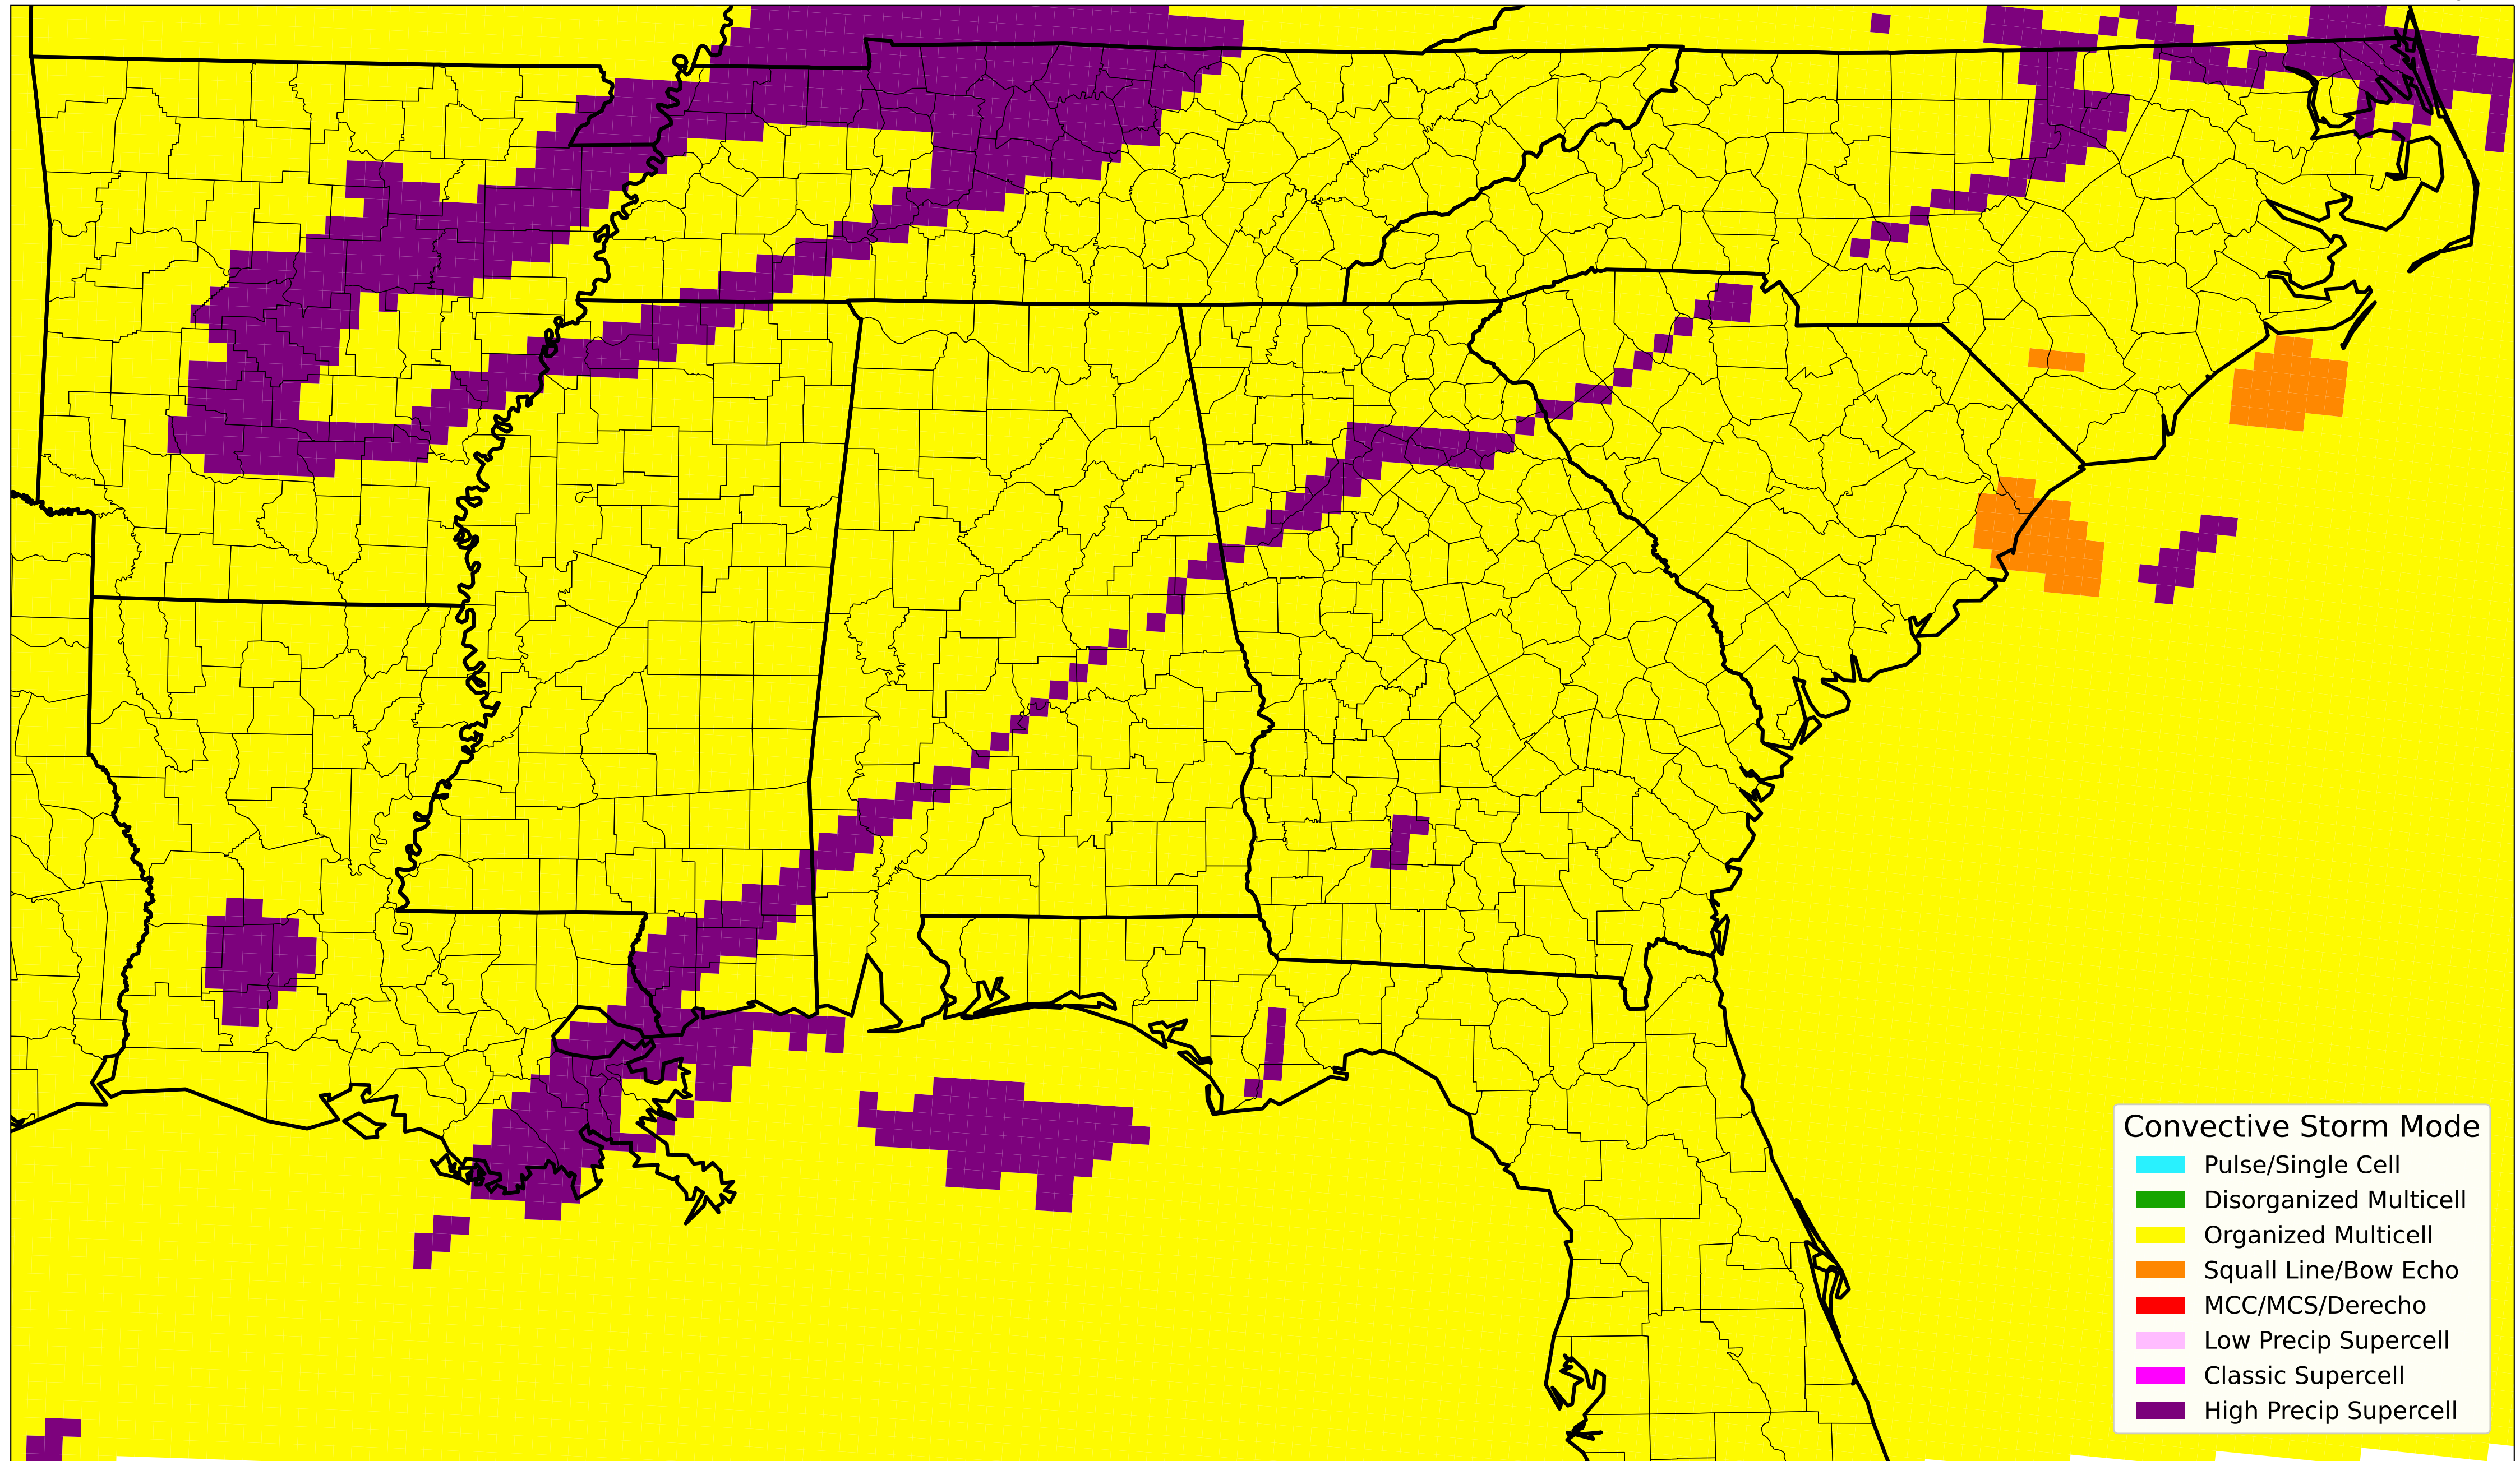 Convective Storm Mode
Pulse/Single Cell
Disorganized Multicell
Organized Multicell
Squall Line/Bow Echo
MCC/MCS/Derecho
Low Precip Supercell
Classic Supercell
High Precip Supercell